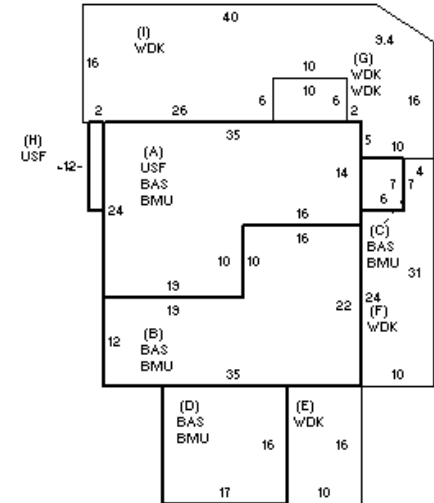 40
(I)
WDK
9.4
16
10
(G)
WDK
WDK
10
6
6
16
2
26
2
35
5
10
(H)
USF
-12-
(A)
USF
BAS
BMU
14
4
7
7
6
24
16
16
(C)
BAS
BMU
10
10
31
19
19
22
24
(F)
WDK
12
(B)
BAS
BMU
35
10
(D)
BAS
BMU
(E)
WDK
16
16
17
10